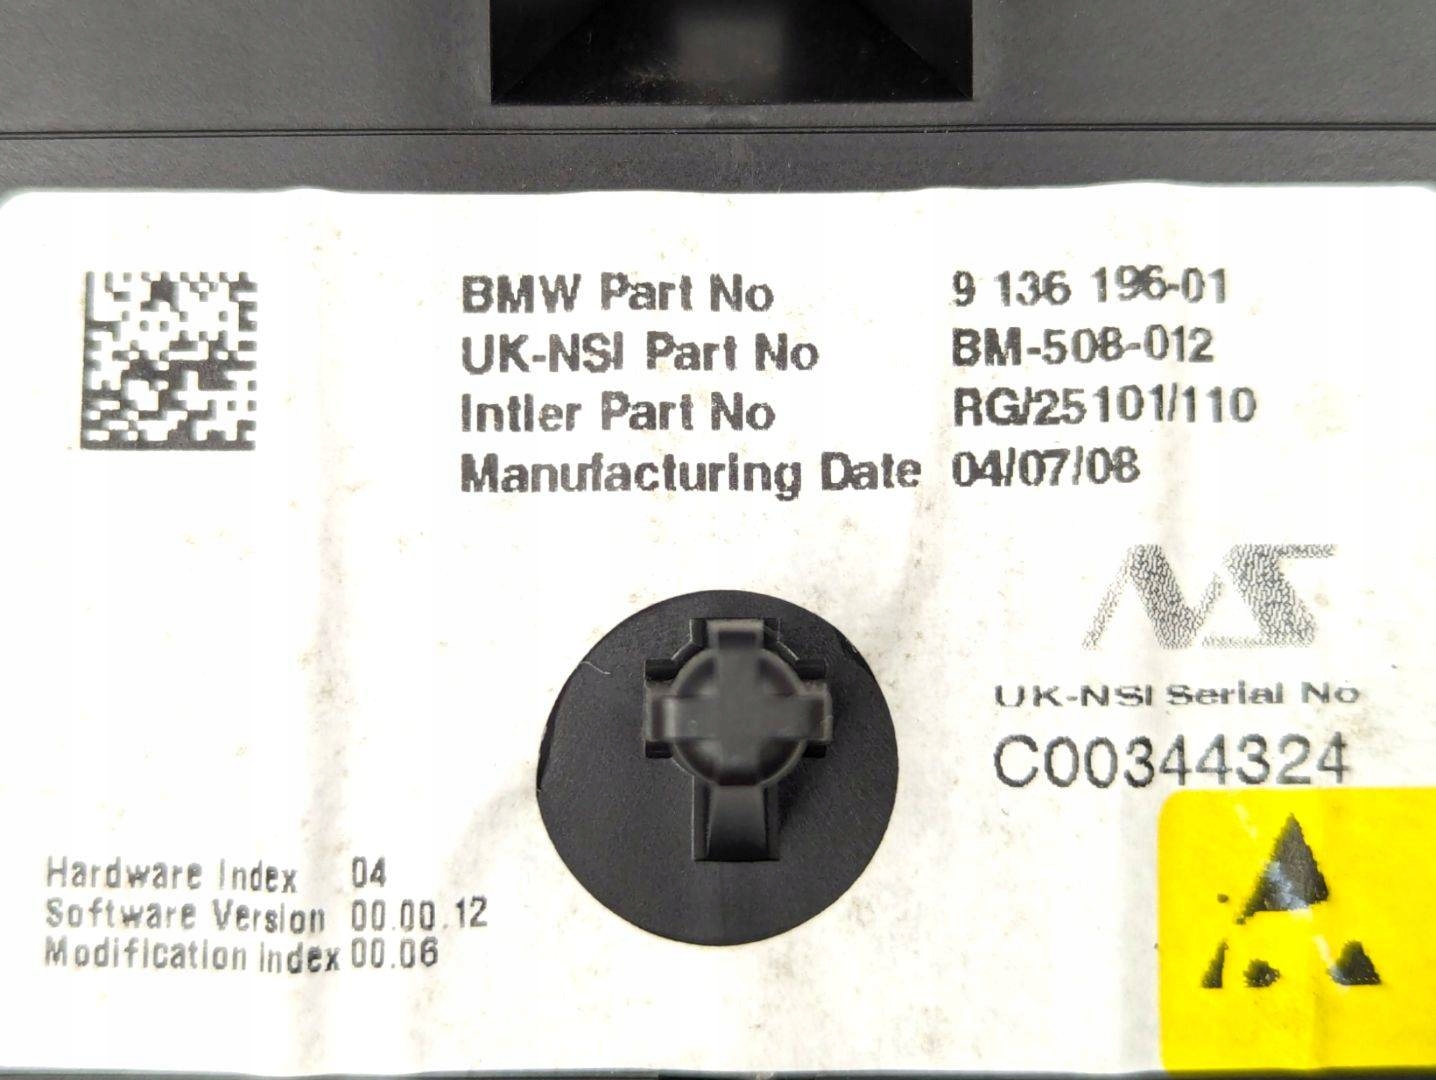 BMW Part No 9 136 196-01
UK-NSI Part No BM-508-012
Intler Part No RG/25101/110
Manufacturing Date 04/07/08
NS
UK-NSI Serial No
C00344324
Hardware Index 04
Software Version 00.00.12
Modification Index 00.06